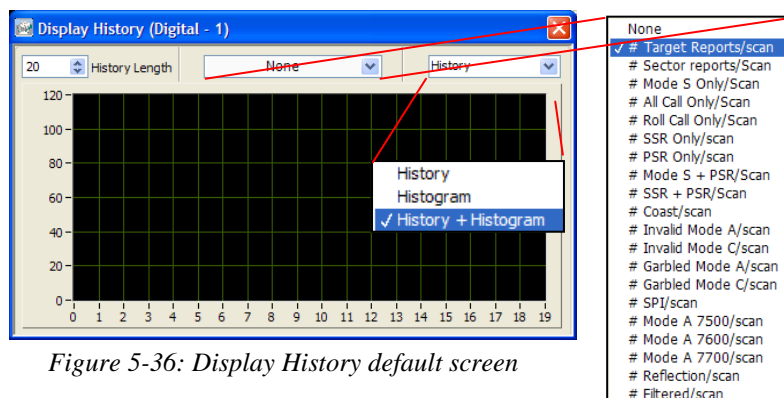 Display History (Digital - 1)
20 History Length None History
120
100
80
60
40
20
0
0 1 2 3 4 5 6 7 8 9 10 11 12 13 14 15 16 17 18 19
History
Histogram
✓ History + Histogram
None
✓ # Target Reports/scan
# Sector reports/Scan
# Mode S Only/Scan
# All Call Only/Scan
# Roll Call Only/Scan
# SSR Only/scan
# PSR Only/scan
# Mode S + PSR/Scan
# SSR + PSR/Scan
# Coast/scan
# Invalid Mode A/scan
# Invalid Mode C/scan
# Garbled Mode A/scan
# Garbled Mode C/scan
# SPI/scan
# Mode A 7500/scan
# Mode A 7600/scan
# Mode A 7700/scan
# Reflection/scan
# Filtered/scan
Figure 5-36: Display History default screen